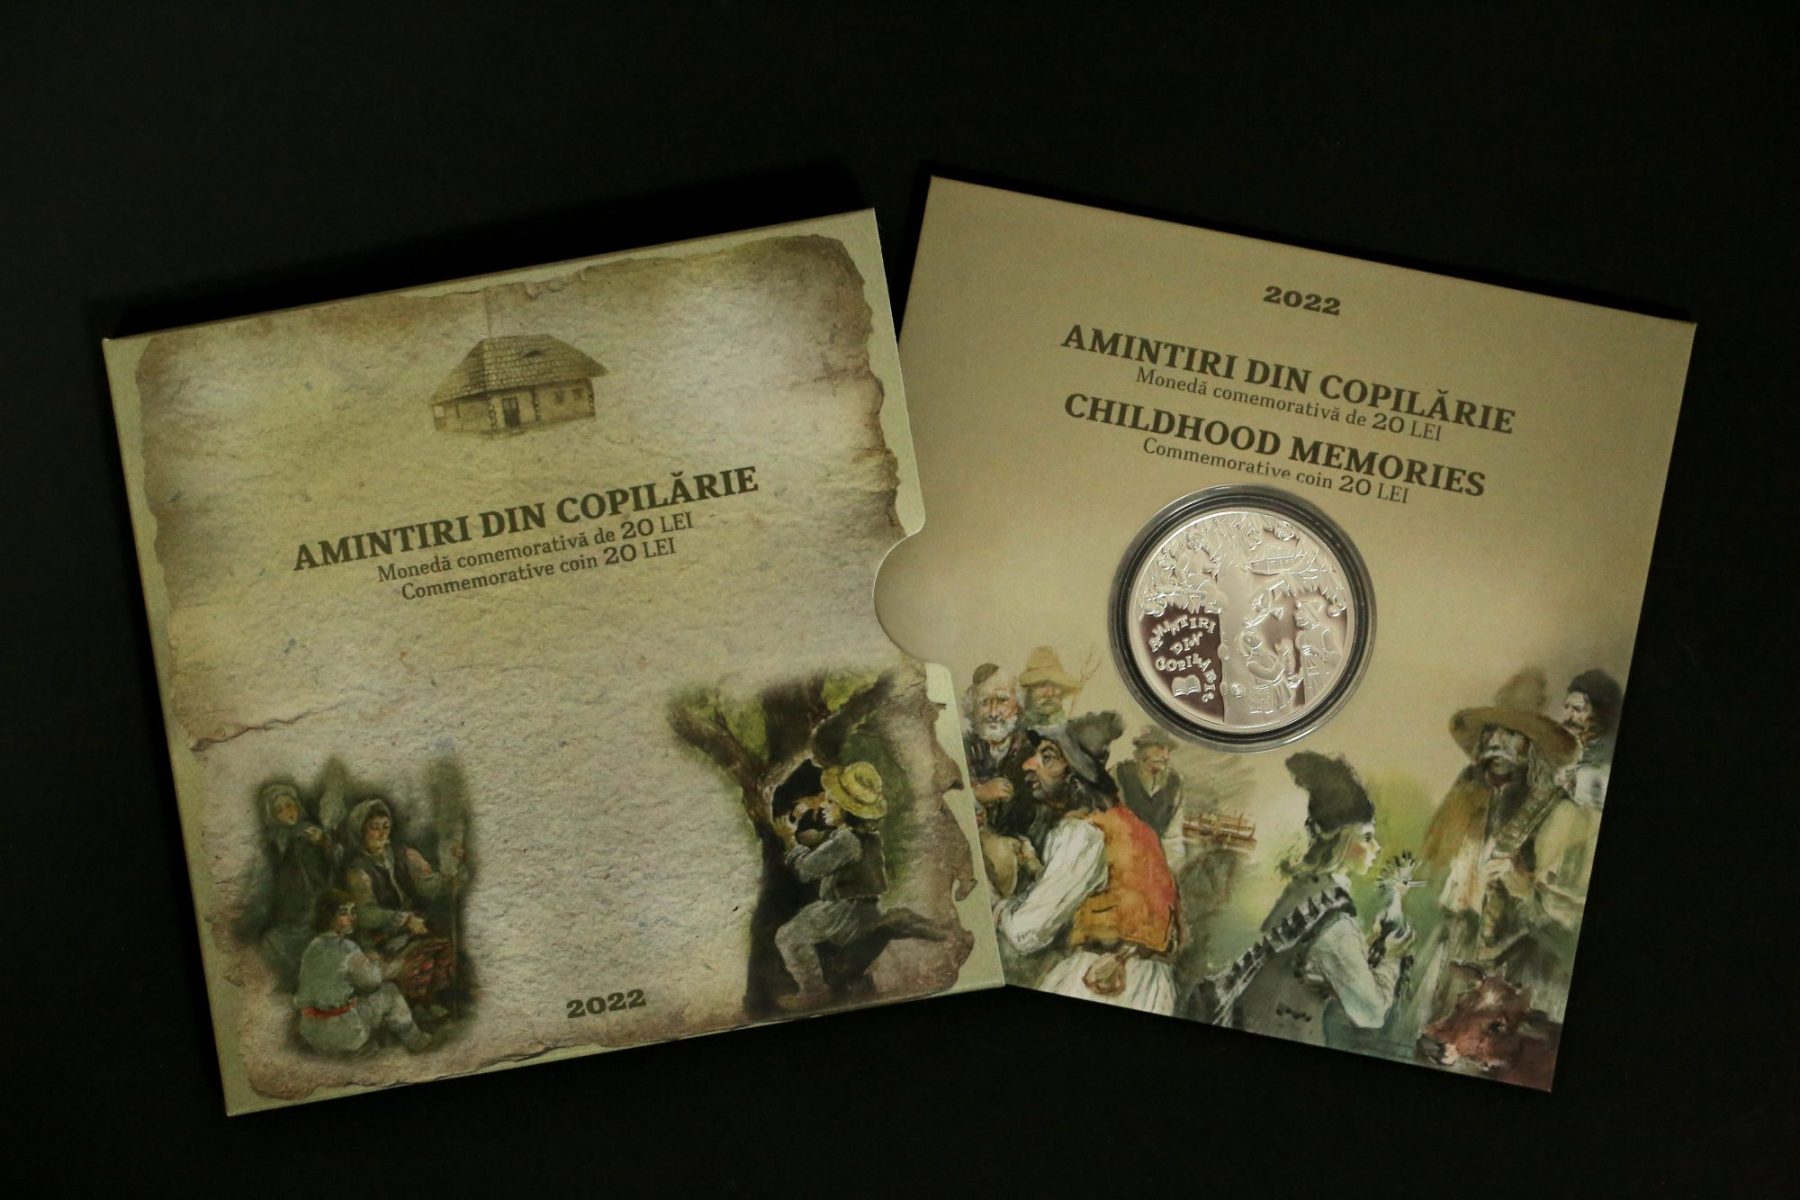 AMINTIRI DIN COPILĂRIE
Monedă comemorativă de 20 LEI
Commemorative coin 20 LEI
2022
2022
AMINTIRI DIN COPILĂRIE
Monedă comemorativă de 20 LEI
CHILDHOOD MEMORIES
Commemorative coin 20 LEI
AMINTIRI
DIN
COPILĂRIE